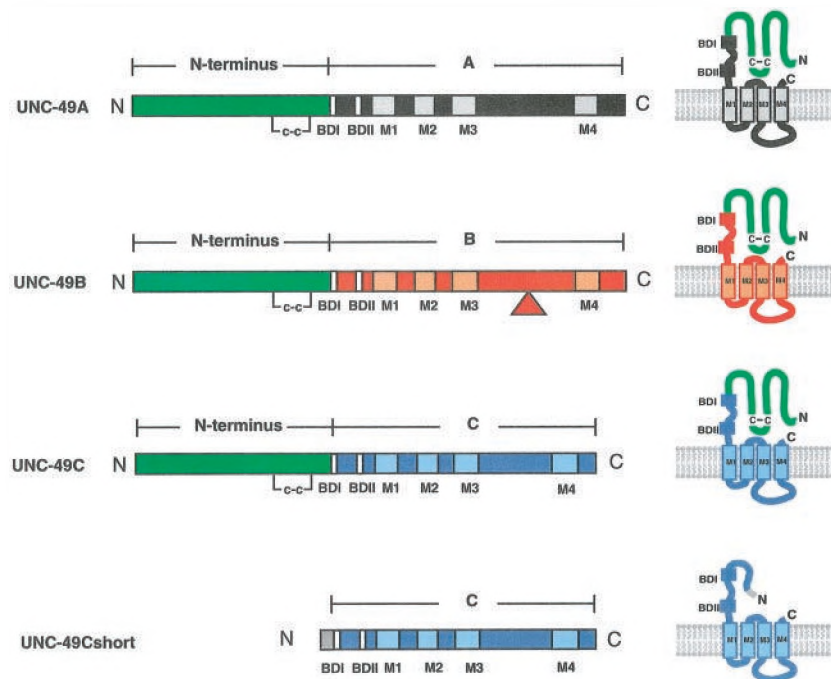 N-terminus A
UNC-49A N C
c-c BDI BDII M1 M2 M3 M4
BDI
BDII
C-C N
C
M1 M2 M3 M4
N-terminus B
UNC-49B N C
c-c BDI BDII M1 M2 M3 M4
BDI
BDII
C-C N
C
M1 M2 M3 M4
N-terminus C
UNC-49C N C
c-c BDI BDII M1 M2 M3 M4
BDI
BDII
C-C N
C
M1 M2 M3 M4
C
UNC-49Cshort N C
BDI BDII M1 M2 M3 M4
BDI
BDII
N
C
M1 M2 M3 M4